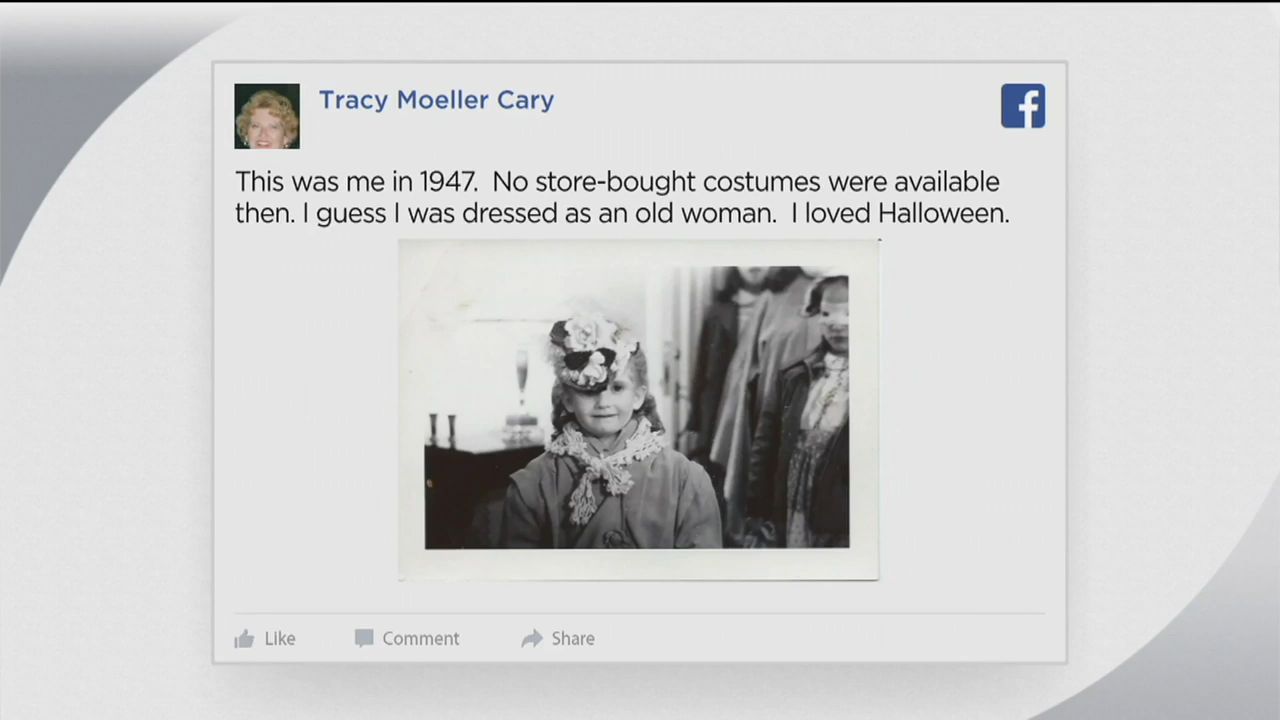 Tracy Moeller Cary
This was me in 1947.  No store-bought costumes were available
then. I guess I was dressed as an old woman.  I loved Halloween.
Like
Comment
Share